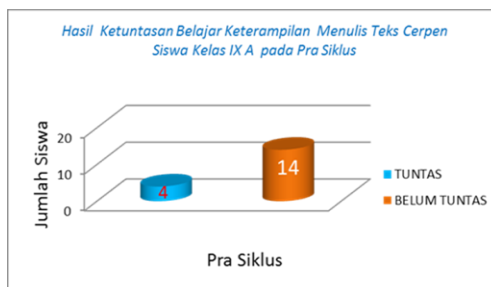 Hasil Ketuntasan Belajar Keterampilan Menulis Teks Cerpen
Siswa Kelas IX A pada Pra Siklus
Jumlah Siswa
20
10
0
4
14
TUNTAS
BELUM TUNTAS
Pra Siklus